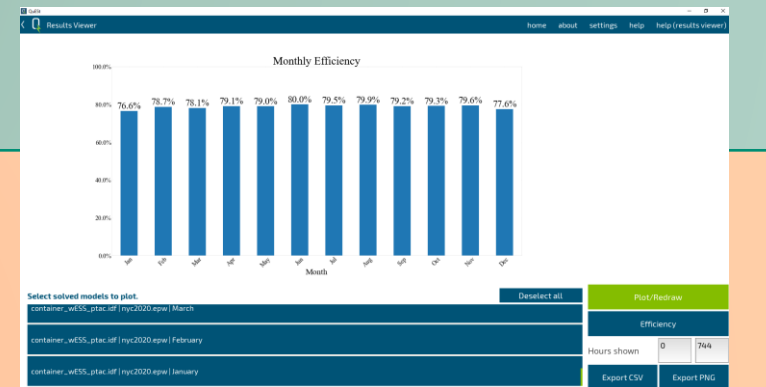 QuESt
Results Viewer home about settings help help (results viewer)
Monthly Efficiency
100.0%
80.0%
60.0%
40.0%
20.0%
0.0%
76.6% 78.7% 78.1% 79.1% 79.0% 80.0% 79.5% 79.9% 79.2% 79.3% 79.6% 77.6%
Jan Feb Mar Apr May Jun Jul Aug Sep Oct Nov Dec
Month
Select solved models to plot. Deselect all
container_wESS_ptac.idf | nyc2020.epw | March
container_wESS_ptac.idf | nyc2020.epw | February
container_wESS_ptac.idf | nyc2020.epw | January
Plot/Redraw
Efficiency
Hours shown 0 744
Export CSV Export PNG